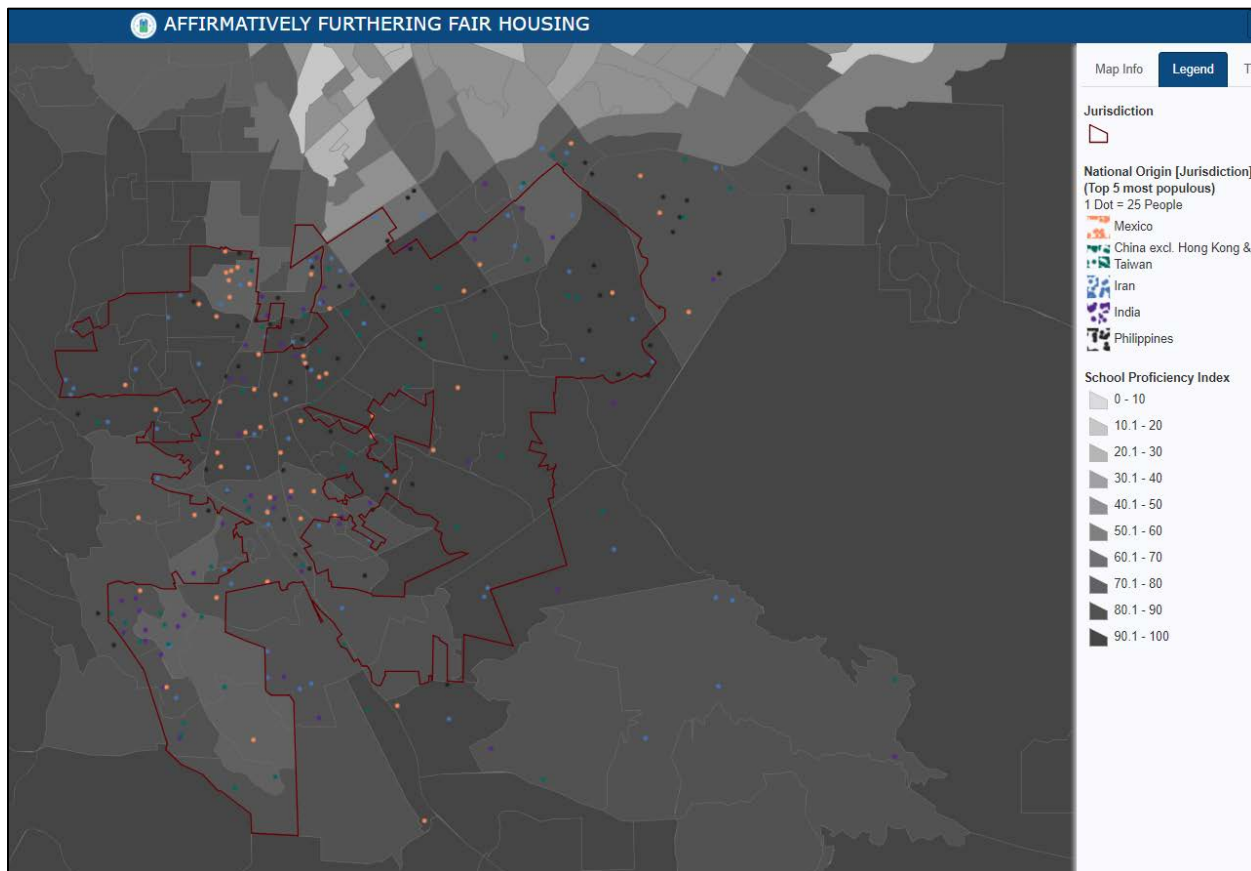 AFFIRMATIVELY FURTHERING FAIR HOUSING
Map Info
Legend
T
Jurisdiction
National Origin [Jurisdiction]
(Top 5 most populous)
1 Dot = 25 People
Mexico
China excl. Hong Kong &
Taiwan
Iran
India
Philippines
School Proficiency Index
0 - 10
10.1 - 20
20.1 - 30
30.1 - 40
40.1 - 50
50.1 - 60
60.1 - 70
70.1 - 80
80.1 - 90
90.1 - 100